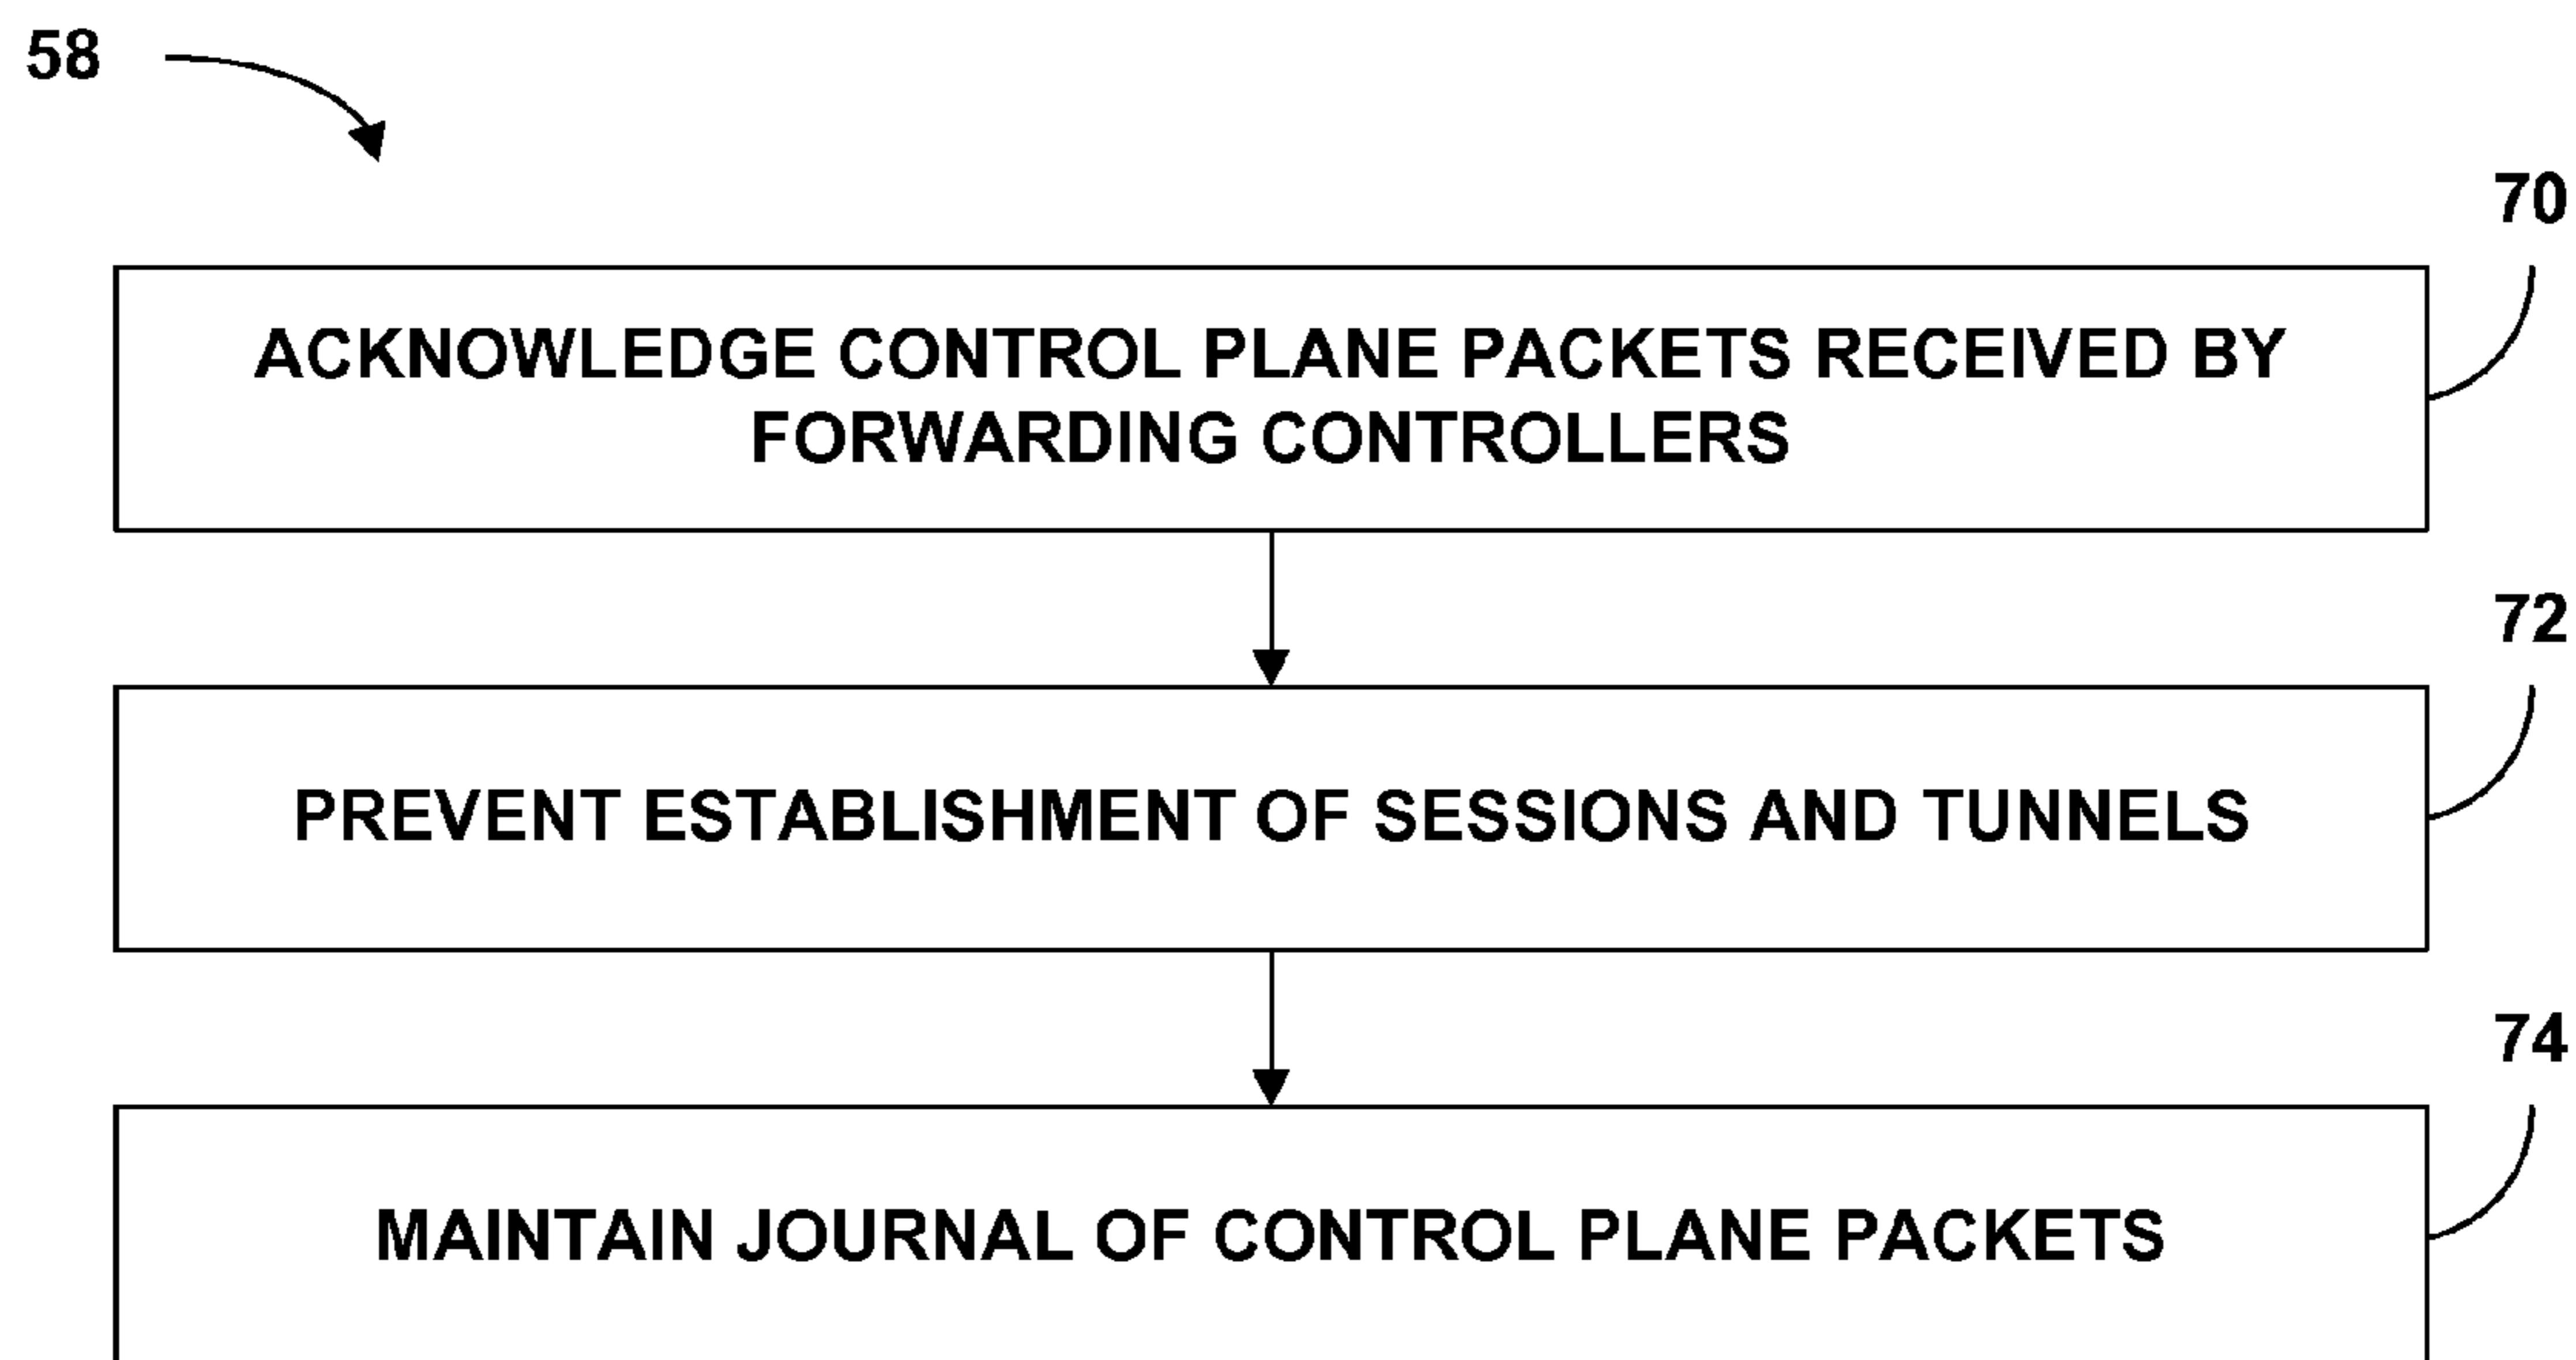 58
70
ACKNOWLEDGE CONTROL PLANE PACKETS RECEIVED BY
FORWARDING CONTROLLERS
72
PREVENT ESTABLISHMENT OF SESSIONS AND TUNNELS
74
MAINTAIN JOURNAL OF CONTROL PLANE PACKETS